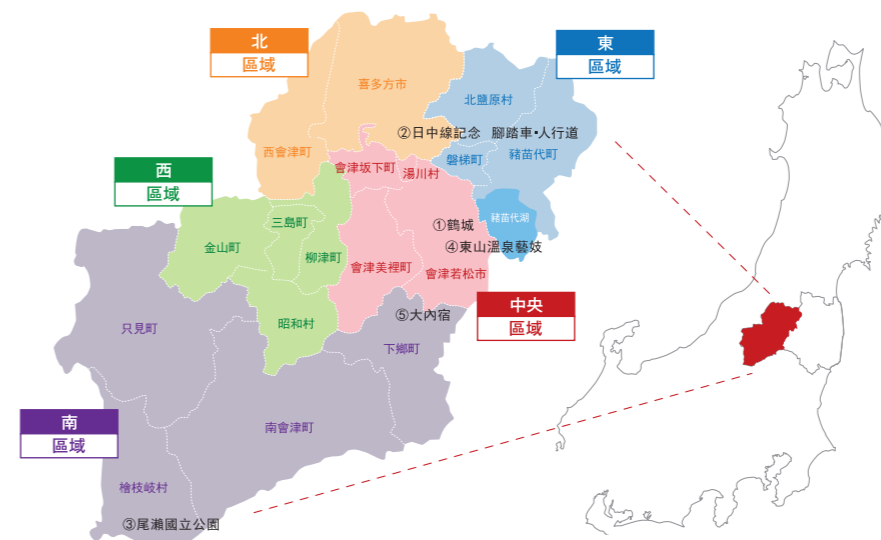 北
區域
東
區域
喜多方市
北鹽原村
②日中線記念 腳踏車•人行道
西會津町
磐梯町
豬苗代町
會津坂下町
湯川村
西
區域
三島町
金山町
柳津町
①鶴城
豬苗代湖
④東山溫泉藝妓
會津美裡町
會津若松市
中央
區域
⑤大內宿
昭和村
只見町
下鄉町
南
區域
南會津町
檜枝岐村
③尾瀨國立公園